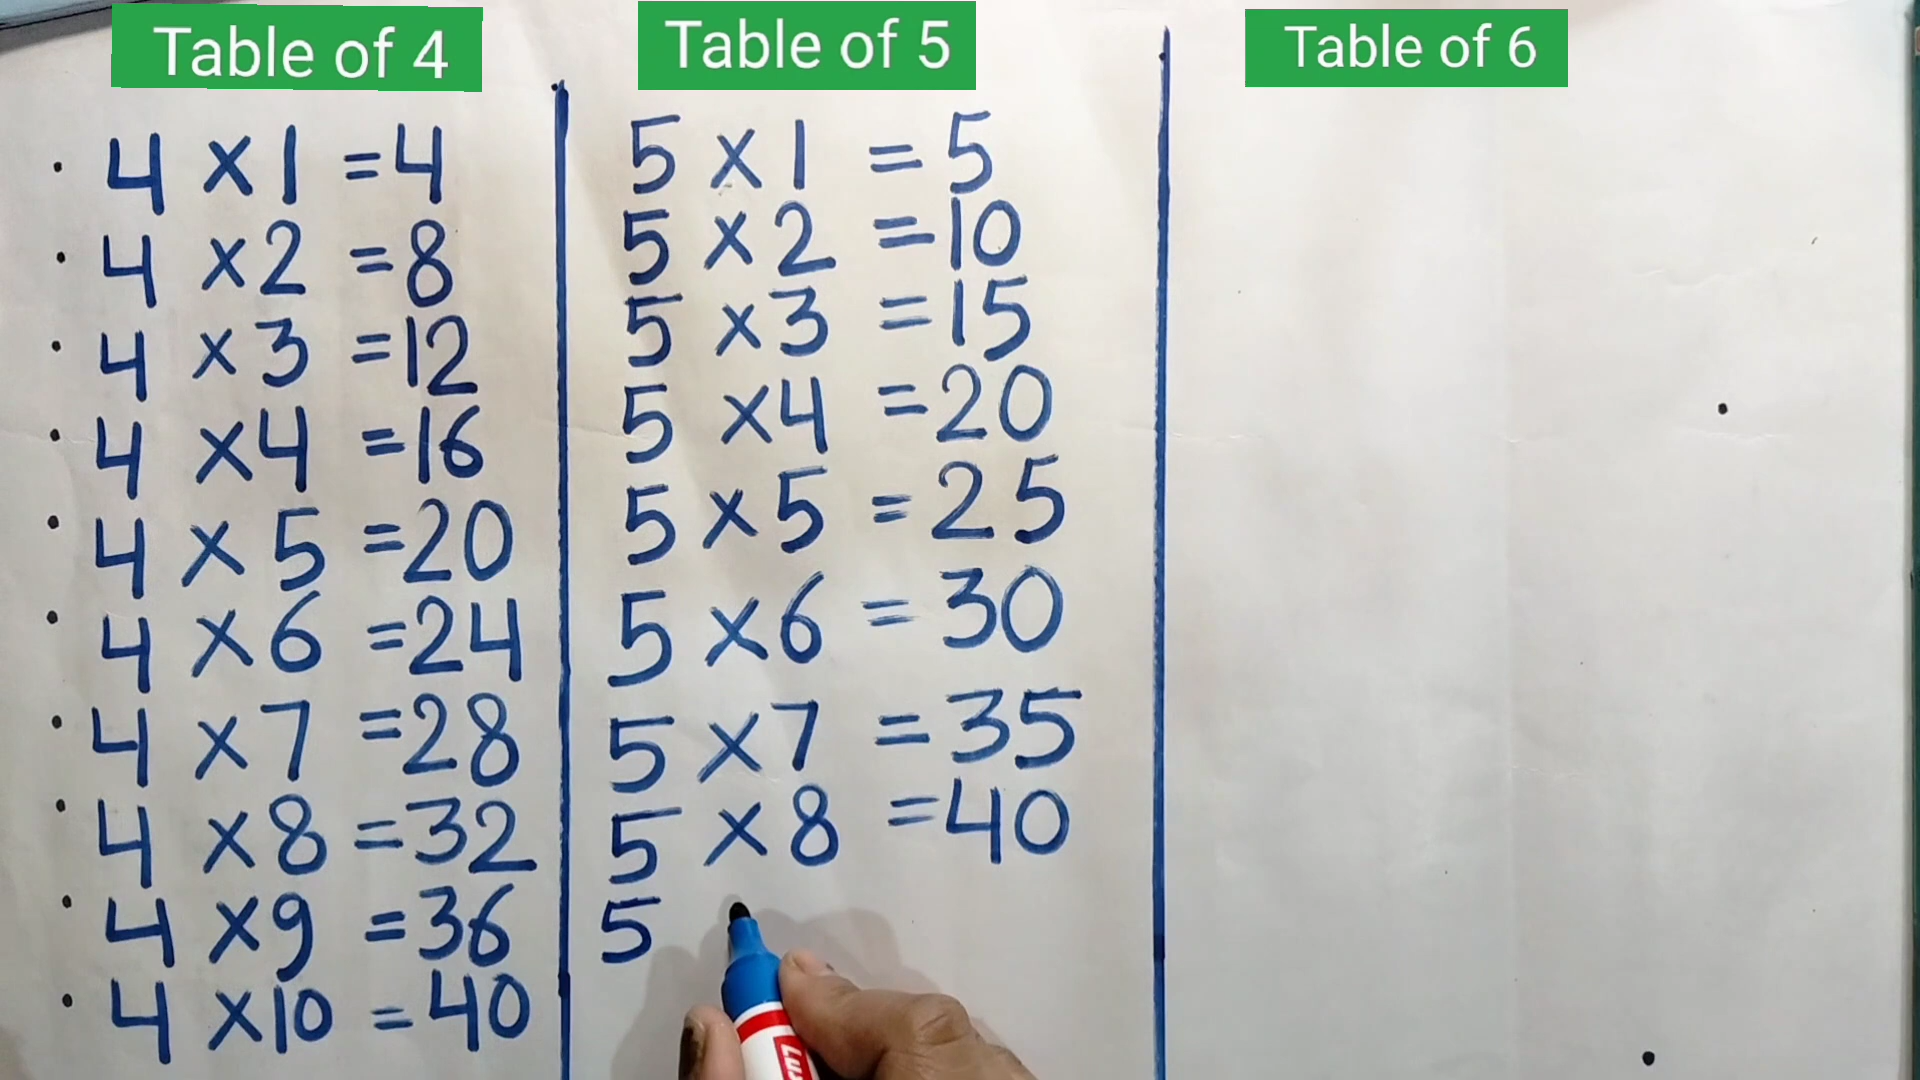 Table of 4
4 ×1 =4
4 ×2 =8
4 ×3 =12
4 ×4 =16
4 × 5 =20
4 ×6 =24
4 ×7 =28
4 ×8 =32
4 ×9 =36
4 ×10 =40
Table of 5
5 ×1 =5
5 ×2 =10
5 ×3 =15
5 ×4 =20
5 ×5 =25
5 ×6 =30
5 ×7 =35
5 ×8 =40
5
Table of 6